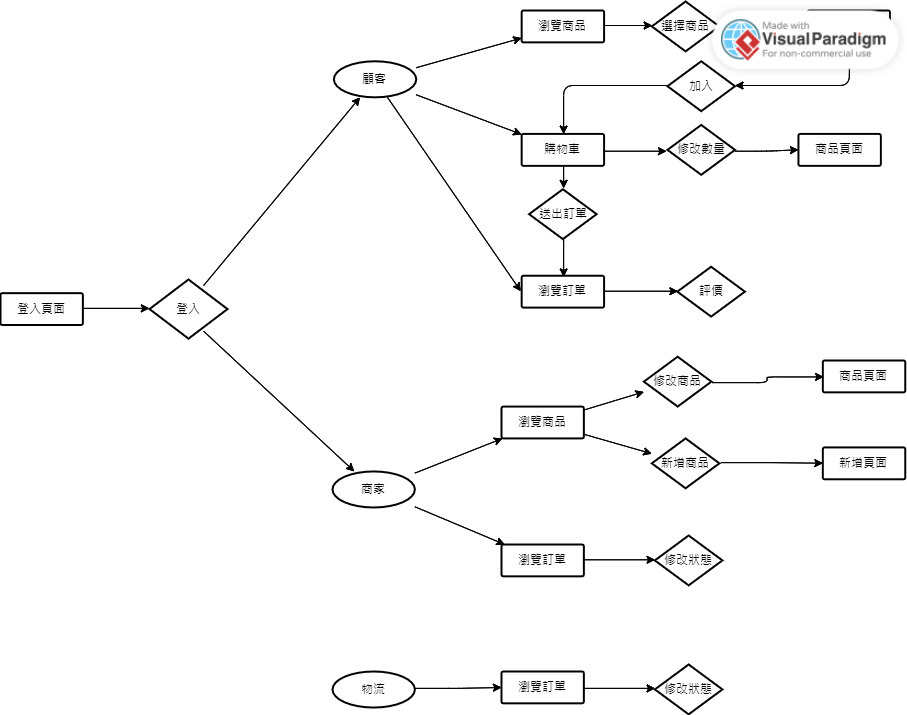 瀏覽商品
選擇商品
Made with
Visual Paradigm
For non-commercial use
顧客
加入
購物車
修改數量
商品頁面
送出訂單
瀏覽訂單
評價
登入頁面
登入
修改商品
商品頁面
瀏覽商品
新增商品
新增頁面
商家
瀏覽訂單
修改狀態
物流
瀏覽訂單
修改狀態